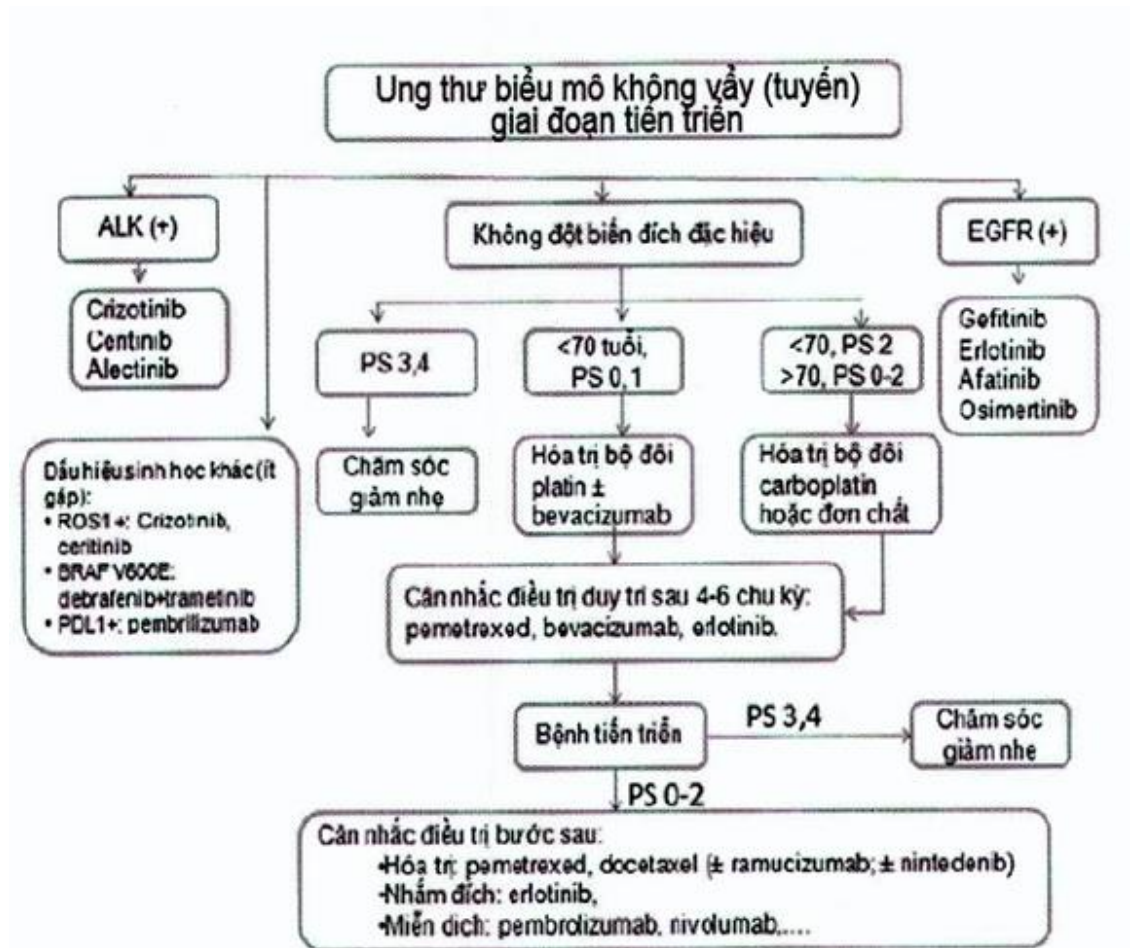 Ung thư biểu mô không vẩy (tuyến)
giai đoạn tiến triển
ALK (+)
Không đột biến đích đặc hiệu
EGFR (+)
Crizotinib
Centinib
Alectinib
PS 3,4
<70 tuổi,
PS 0,1
<70, PS 2
>70, PS 0-2
Gefitinib
Erlotinib
Afatinib
Osimertinib
Dấu hiệu sinh học khác (ít
gặp):
• ROS1+: Crizotinib,
ceritinib
• BRAF V600E:
debrafenib+trametinib
• PDL1+: pembrilizumab
Chăm sóc
giảm nhẹ
Hóa trị bộ đôi
platin ±
bevacizumab
Hóa trị bộ đôi
carboplatin
hoặc đơn chất
Cân nhắc điều trị duy trì sau 4-6 chu kỳ:
pemetrexed, bevacizumab, erlotinib.
Bệnh tiến triển
PS 3,4
Chăm sóc
giảm nhẹ
PS 0-2
Cân nhắc điều trị bước sau:
•Hóa trị: pemetrexed, docetaxel (± ramucizumab; ± nintedenib)
•Nhắm đích: erlotinib,
•Miễn dịch: pembrolizumab, nivolumab,....